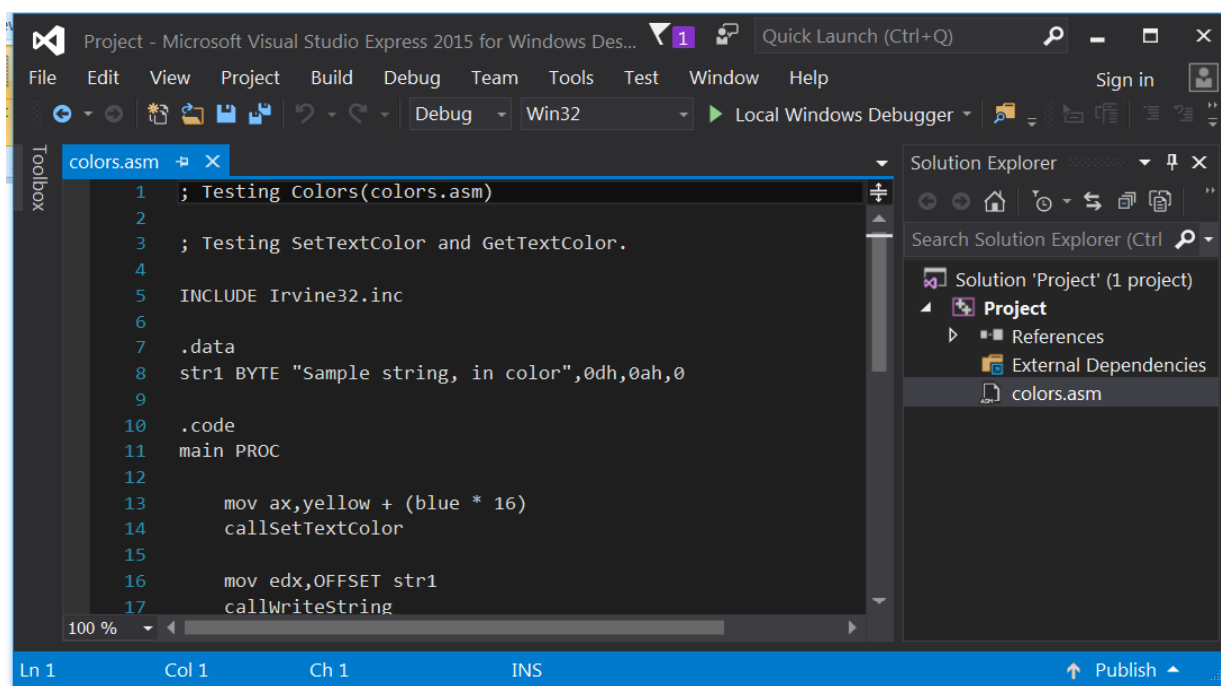 Project - Microsoft Visual Studio Express 2015 for Windows Des... 1 Quick Launch (Ctrl+Q)
File Edit View Project Build Debug Team Tools Test Window Help Sign in
Debug Win32 Local Windows Debugger
Toolbox
colors.asm
1 ; Testing Colors(colors.asm)
2
3 ; Testing SetTextColor and GetTextColor.
4
5 INCLUDE Irvine32.inc
6
7 .data
8 str1 BYTE "Sample string, in color",0dh,0ah,0
9
10 .code
11 main PROC
12
13 mov ax,yellow + (blue * 16)
14 callSetTextColor
15
16 mov edx,OFFSET str1
17 callWriteString
100 %
Solution Explorer
Search Solution Explorer (Ctrl
Solution 'Project' (1 project)
Project
References
External Dependencies
colors.asm
Ln 1 Col 1 Ch 1 INS Publish